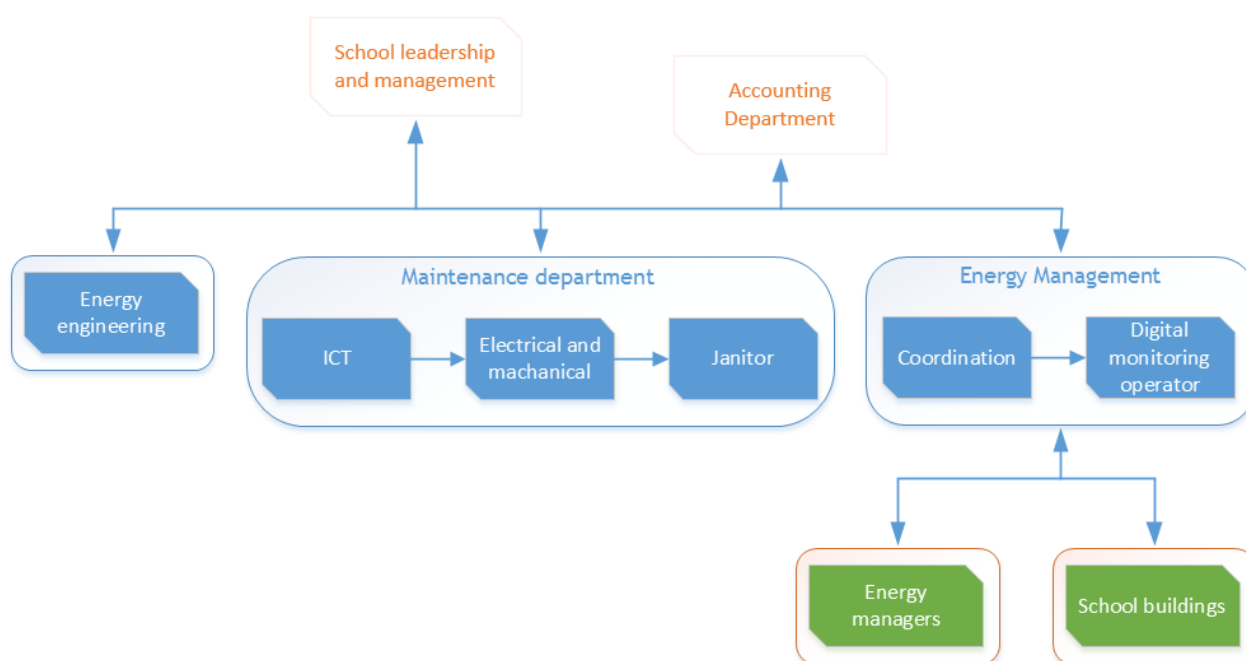 School leadership
and management
Accounting
Department
Energy
engineering
Maintenance department
ICT
Electrical and
machanical
Janitor
Energy Management
Coordination
Digital
monitoring
operator
Energy
managers
School buildings